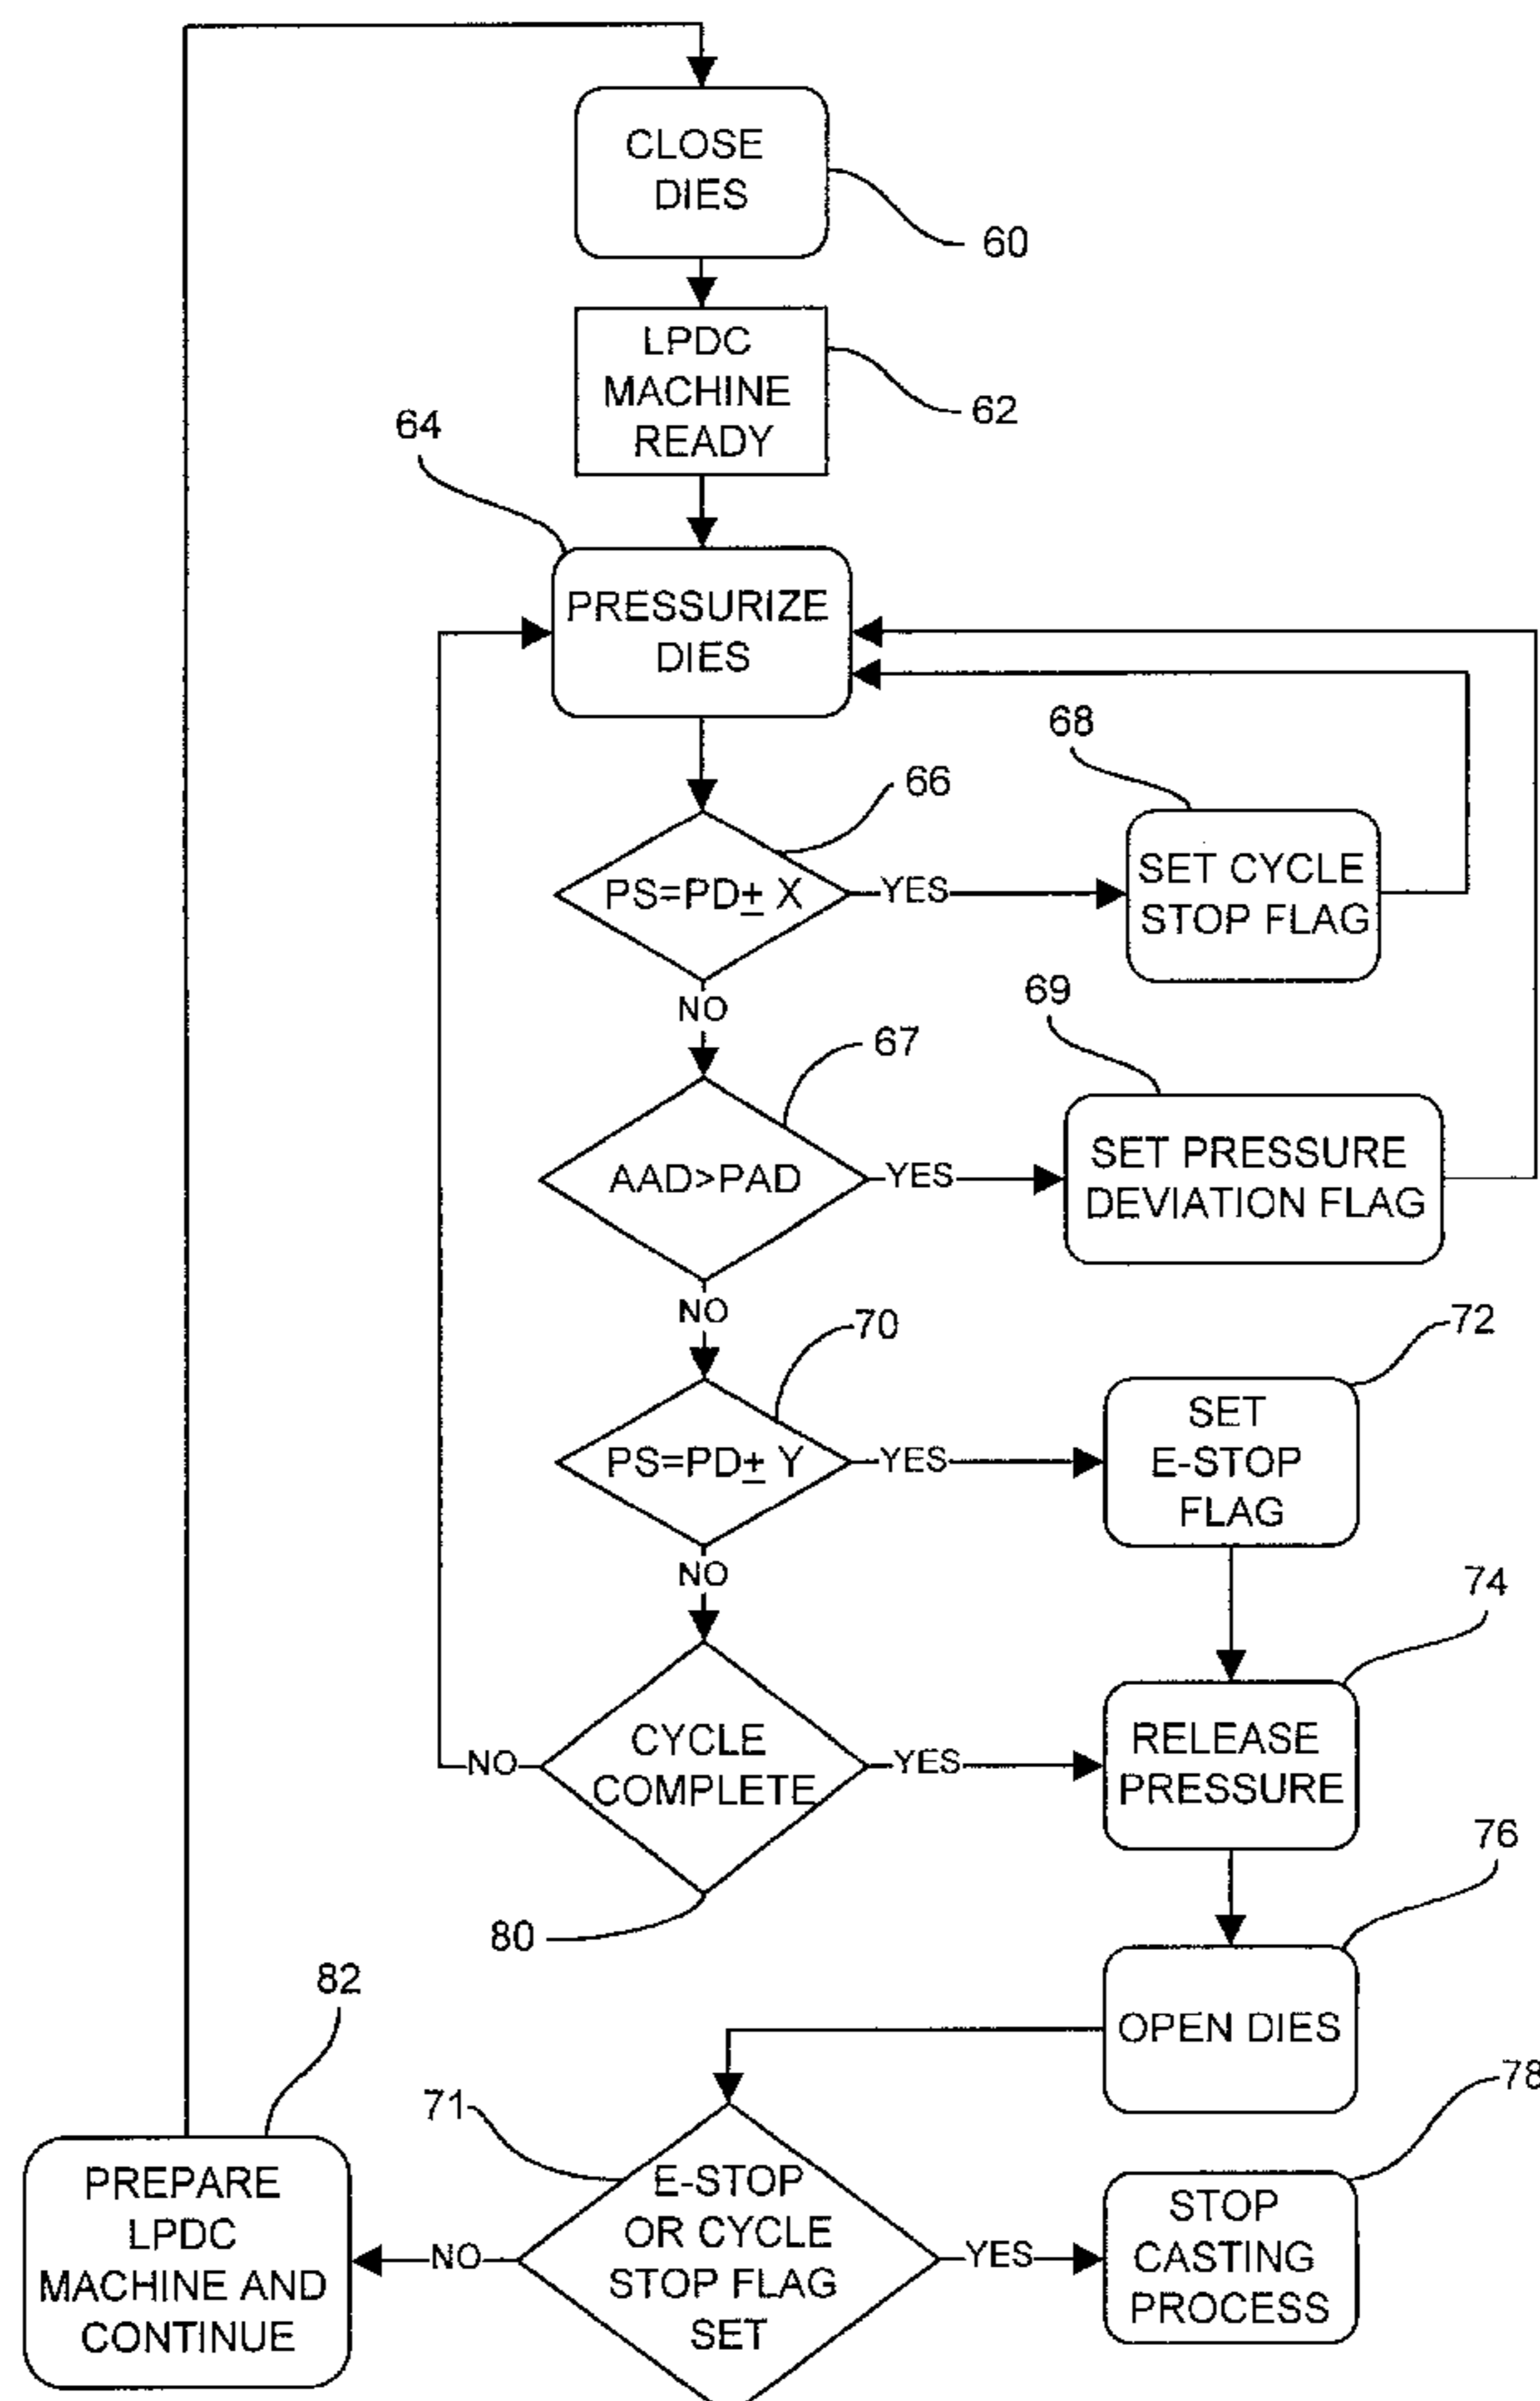 CLOSE
DIES
60
LPDC
MACHINE
READY
62
64
PRESSURIZE
DIES
66
68
PS=PD± X
YES
SET CYCLE
STOP FLAG
NO
67
69
AAD>PAD
YES
SET PRESSURE
DEVIATION FLAG
NO
70
72
PS=PD± Y
YES
SET
E-STOP
FLAG
NO
74
CYCLE
COMPLETE
NO
YES
RELEASE
PRESSURE
80
76
OPEN DIES
82
71
78
E-STOP
OR CYCLE
STOP FLAG
SET
NO
YES
PREPARE
LPDC
MACHINE AND
CONTINUE
STOP
CASTING
PROCESS